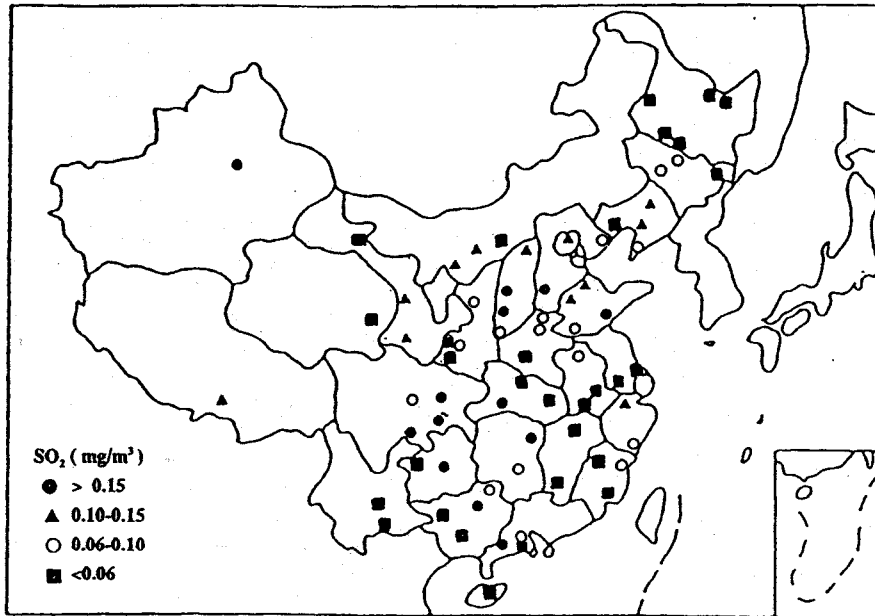 SO₂ ( mg/m³ )
● > 0.15
▲ 0.10-0.15
○ 0.06-0.10
■ <0.06